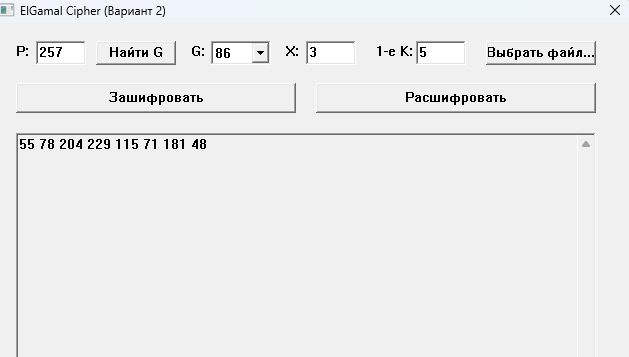 ElGamal Cipher (Вариант 2)
P: 257 Найти G G: 86 X: 3 1-е K: 5 Выбрать файл...
Зашифровать Расшифровать
55 78 204 229 115 71 181 48